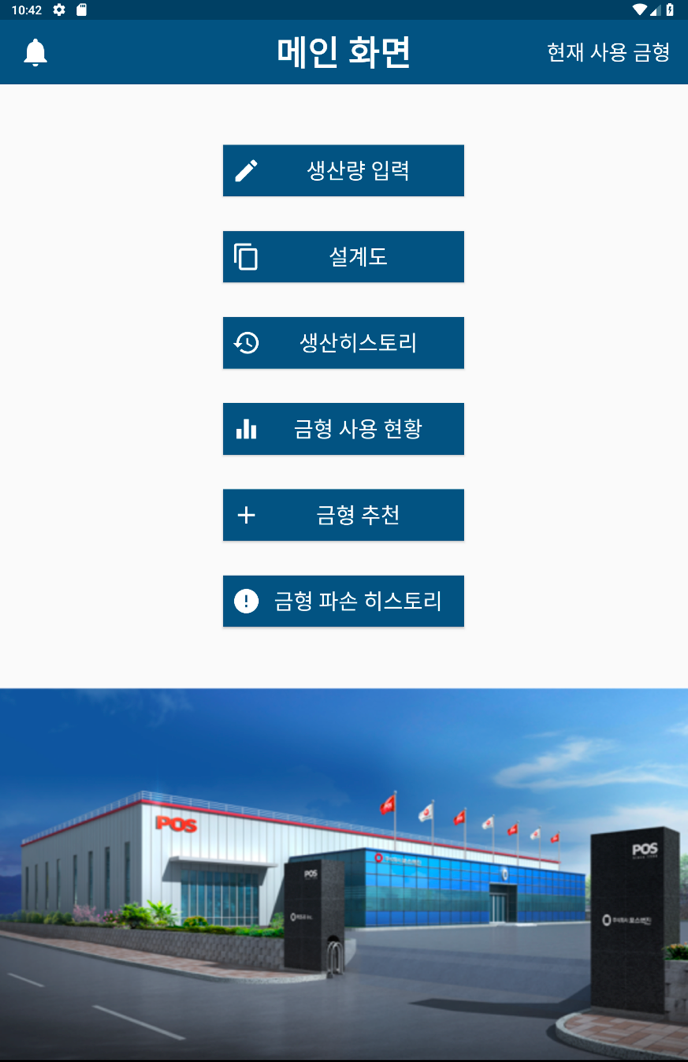 10:42
메인 화면
현재 사용 금형
생산량 입력
설계도
생산히스토리
금형 사용 현황
금형 추천
금형 파손 히스토리
POS
POS
POS